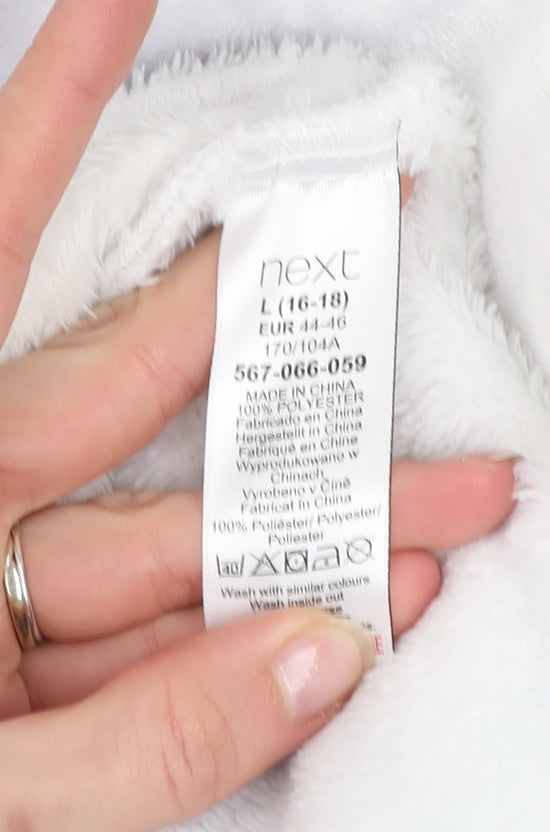 next
L (16-18)
EUR 44-46
170/104A
567-066-059
MADE IN CHINA
100% POLYESTER
Fabricado en China
Hergestellt in China
Fabriqué en Chine
Wyprodukowano w
Chinach
Vyrobeno v Číně
Fabricat în China
100% Poliéster/ Polyester/
Poliester
40
Wash with similar colours
Wash inside out
E